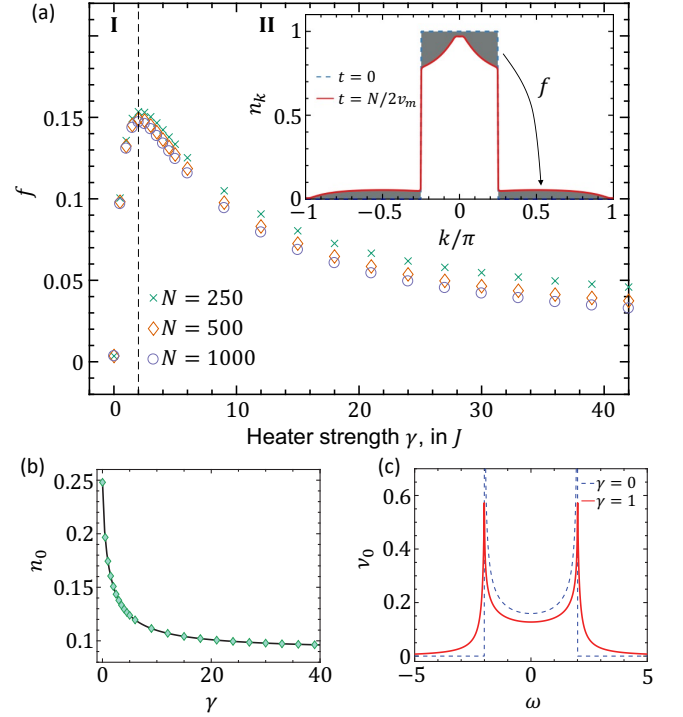 (a)
I
II
f
0.15
0.1
0.05
0
0
10
20
30
40
Heater strength γ, in J
N = 250
N = 500
N = 1000
n_k
1
0.5
0
−1
−0.5
0
0.5
1
k/π
t = 0
t = N/2v_m
f
(b)
n_0
0.25
0.2
0.15
0.1
0
20
40
γ
(c)
ν_0
0.6
0.4
0.2
0
−5
0
5
ω
γ = 0
γ = 1